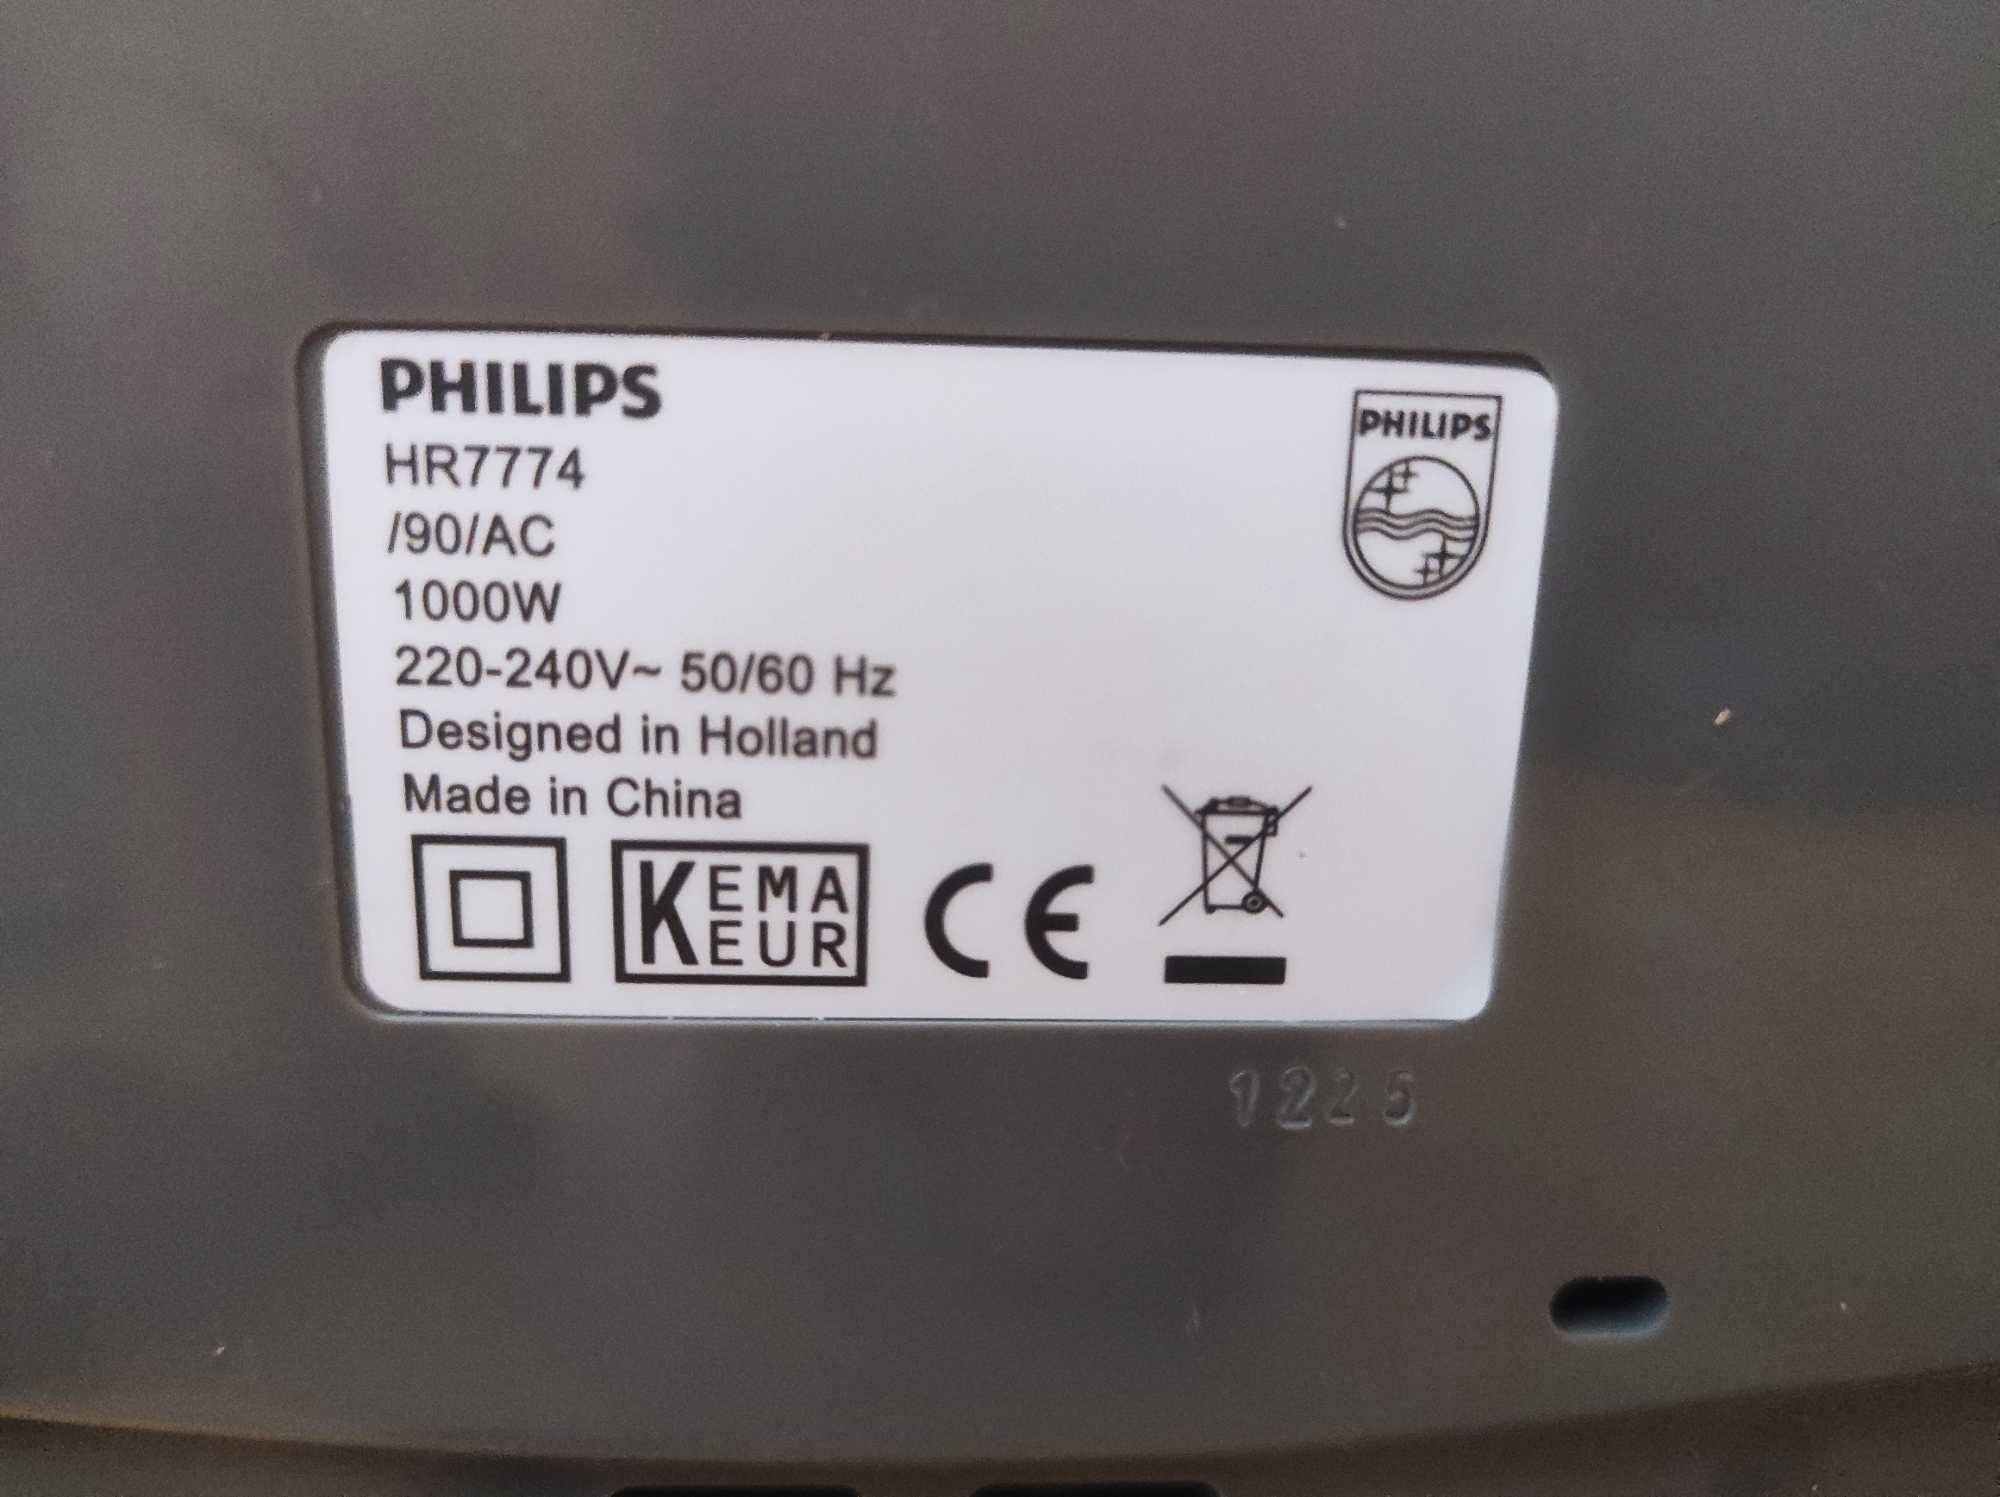 PHILIPS
PHILIPS
HR7774
/90/AC
1000W
220-240V~ 50/60 Hz
Designed in Holland
Made in China
KEMA
EUR
CE
1225